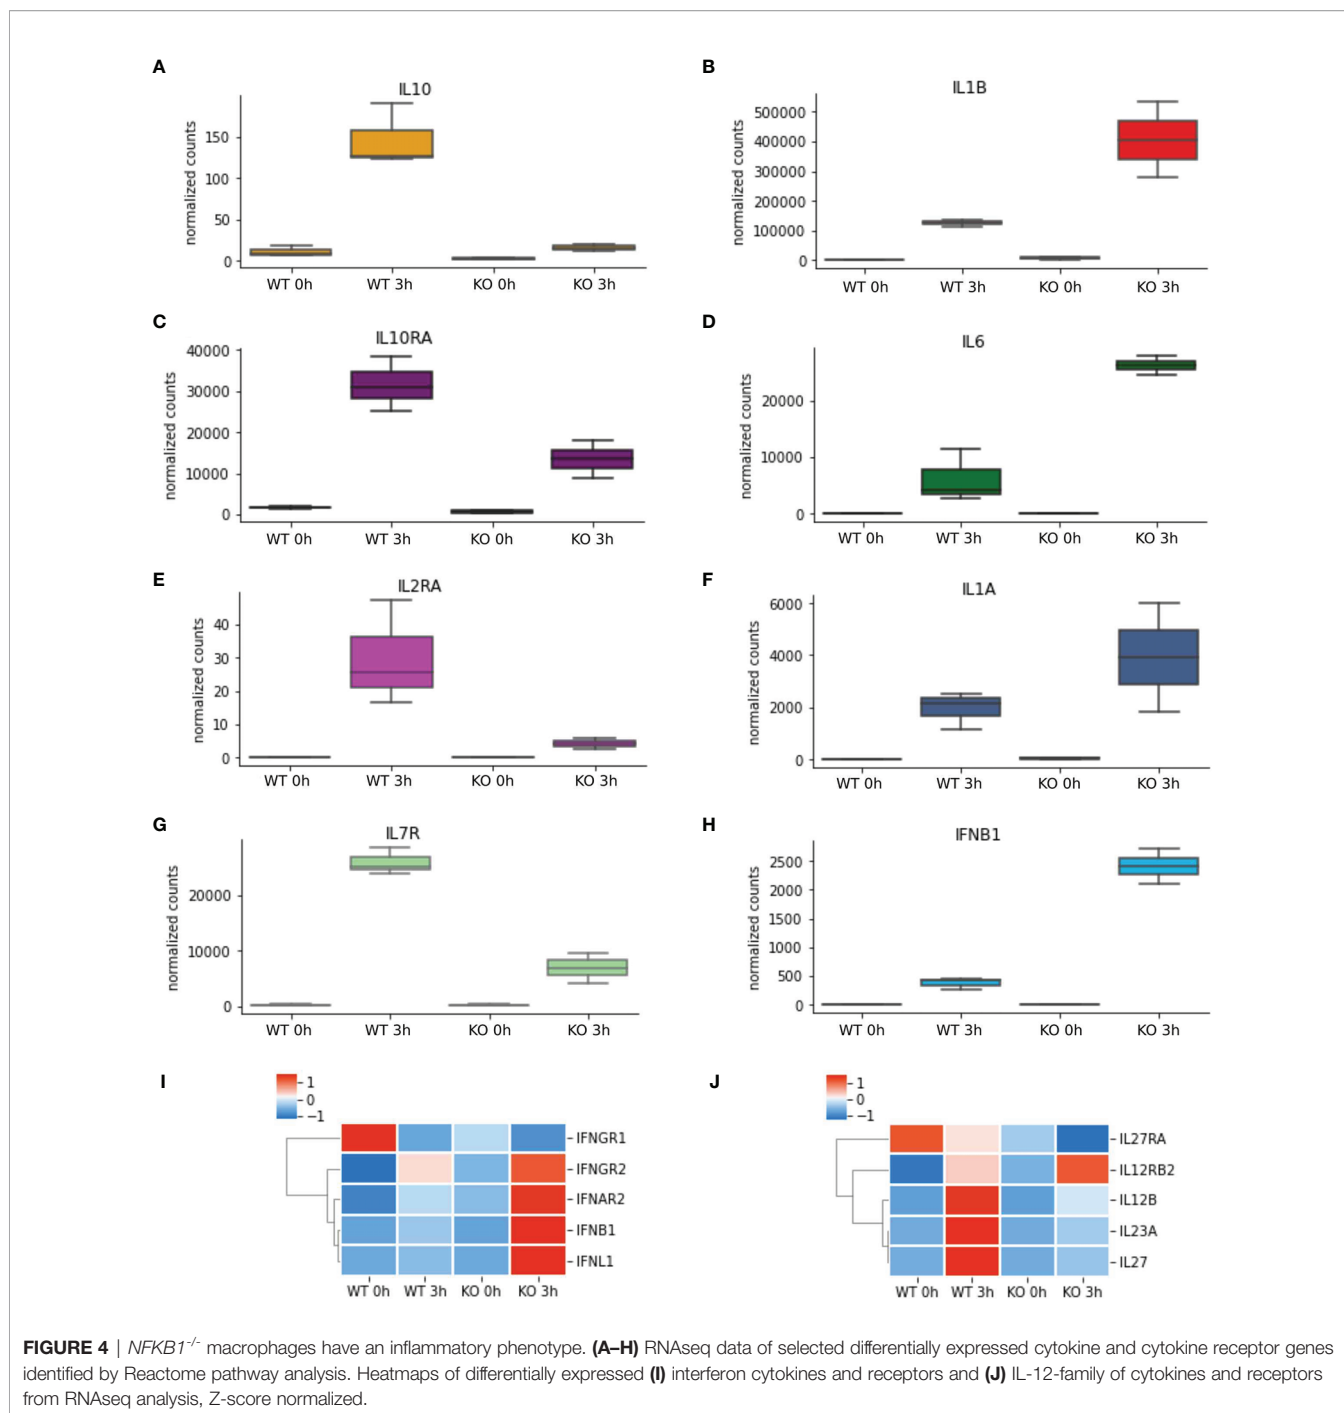 A
IL10
normalized counts
150
100
50
0
WT 0h WT 3h KO 0h KO 3h
B
IL1B
normalized counts
500000
400000
300000
200000
100000
0
WT 0h WT 3h KO 0h KO 3h
C
IL10RA
normalized counts
40000
30000
20000
10000
0
WT 0h WT 3h KO 0h KO 3h
D
IL6
normalized counts
20000
10000
0
WT 0h WT 3h KO 0h KO 3h
E
IL2RA
normalized counts
40
30
20
10
0
WT 0h WT 3h KO 0h KO 3h
F
IL1A
normalized counts
6000
4000
2000
0
WT 0h WT 3h KO 0h KO 3h
G
IL7R
normalized counts
20000
10000
0
WT 0h WT 3h KO 0h KO 3h
H
IFNB1
normalized counts
2500
2000
1500
1000
500
0
WT 0h WT 3h KO 0h KO 3h
I
1
0
−1
IFNGR1
IFNGR2
IFNAR2
IFNB1
IFNL1
WT 0h WT 3h KO 0h KO 3h
J
1
0
−1
IL27RA
IL12RB2
IL12B
IL23A
IL27
WT 0h WT 3h KO 0h KO 3h
FIGURE 4 | NFKB1-/- macrophages have an inflammatory phenotype. (A–H) RNAseq data of selected differentially expressed cytokine and cytokine receptor genes
identified by Reactome pathway analysis. Heatmaps of differentially expressed (I) interferon cytokines and receptors and (J) IL-12-family of cytokines and receptors
from RNAseq analysis, Z-score normalized.